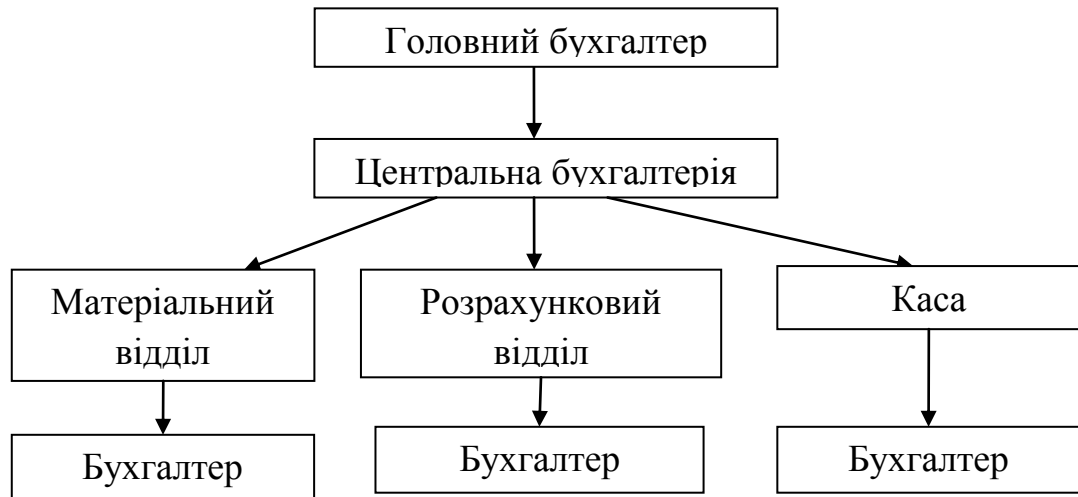 Головний бухгалтер
Центральна бухгалтерія
Матеріальний
відділ
Розрахунковий
відділ
Каса
Бухгалтер
Бухгалтер
Бухгалтер